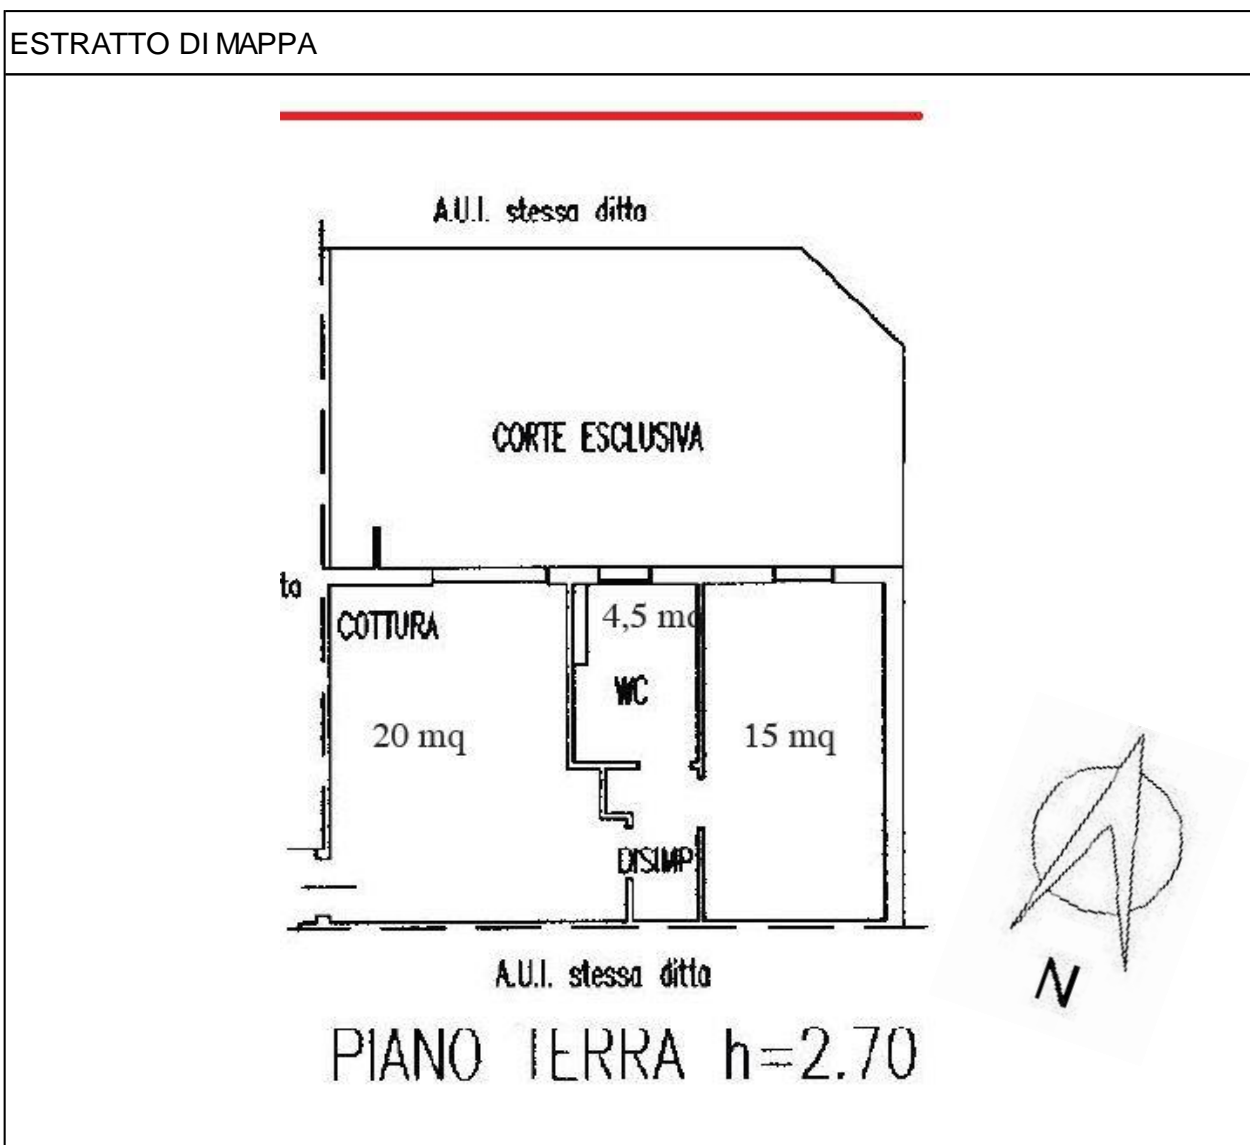 ESTRATTO DI MAPPA
A.U.I. stessa ditta
CORTE ESCLUSIVA
ta
COTTURA
4,5 mq
WC
20 mq
15 mq
DISIMP
A.U.I. stessa ditta
N
PIANO TERRA h=2.70